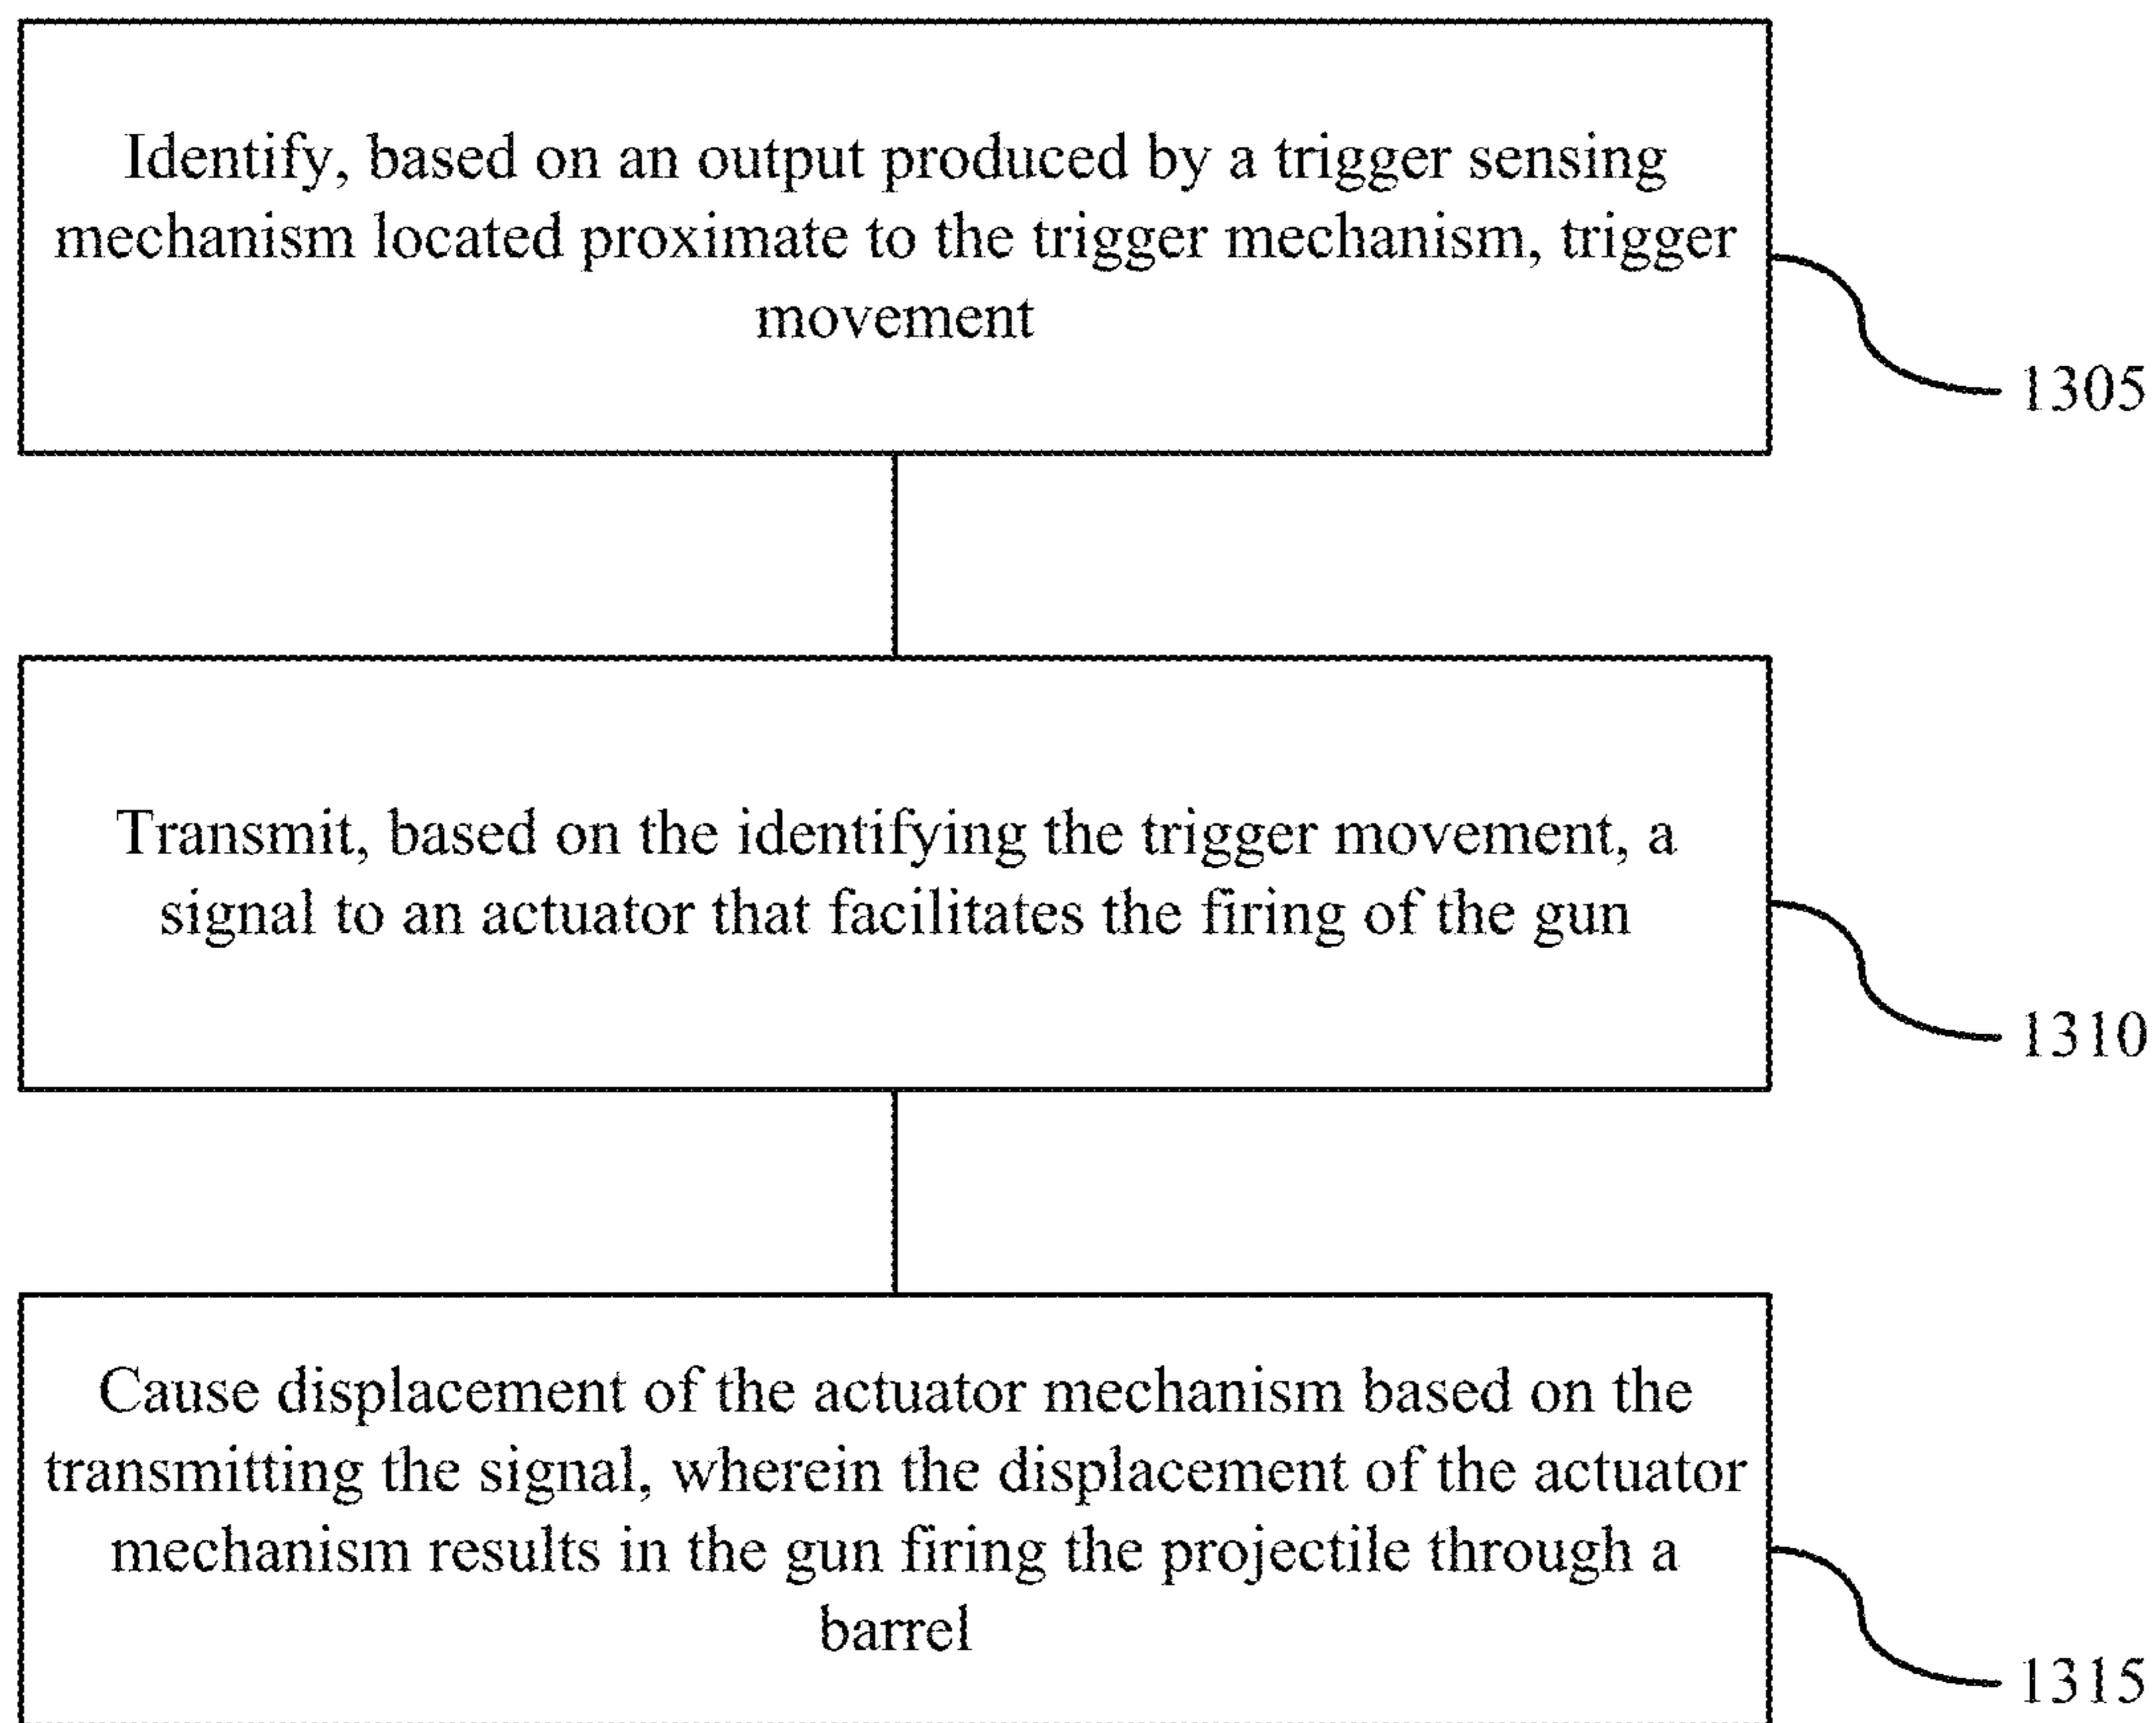 Identify, based on an output produced by a trigger sensing
mechanism located proximate to the trigger mechanism, trigger
movement
1305
Transmit, based on the identifying the trigger movement, a
signal to an actuator that facilitates the firing of the gun
1310
Cause displacement of the actuator mechanism based on the
transmitting the signal, wherein the displacement of the actuator
mechanism results in the gun firing the projectile through a
barrel
1315